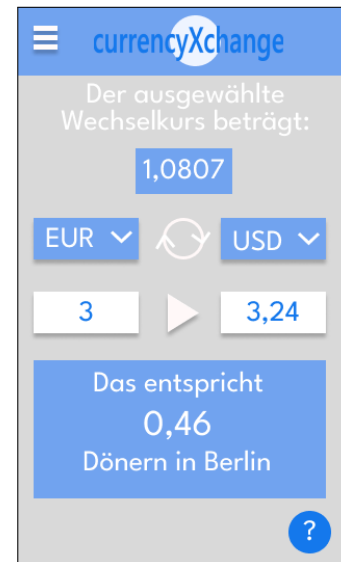 currencyXchange
Der ausgewählte
Wechselkurs beträgt:
1,0807
EUR USD
3 3,24
Das entspricht
0,46
Dönern in Berlin
?